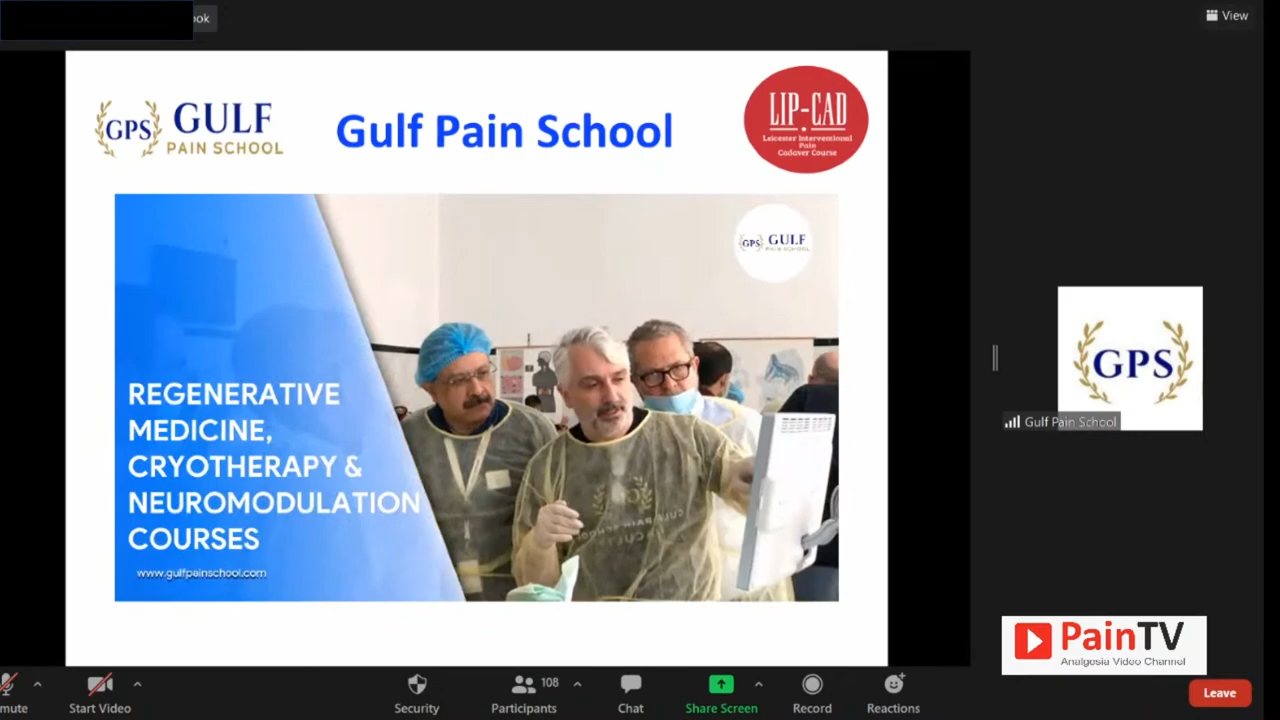 ook
View
GPS GULF
PAIN SCHOOL
Gulf Pain School
LIP-CAD
Leicester Interventional
Pain
Cadaver Course
GPS GULF
PAIN SCHOOL
REGENERATIVE
MEDICINE,
CRYOTHERAPY &
NEUROMODULATION
COURSES
www.gulfpainschool.com
GPS
Gulf Pain School
PainTV
Analgesia Video Channel
mute
Start Video
Security
108
Participants
Chat
Share Screen
Record
Reactions
Leave